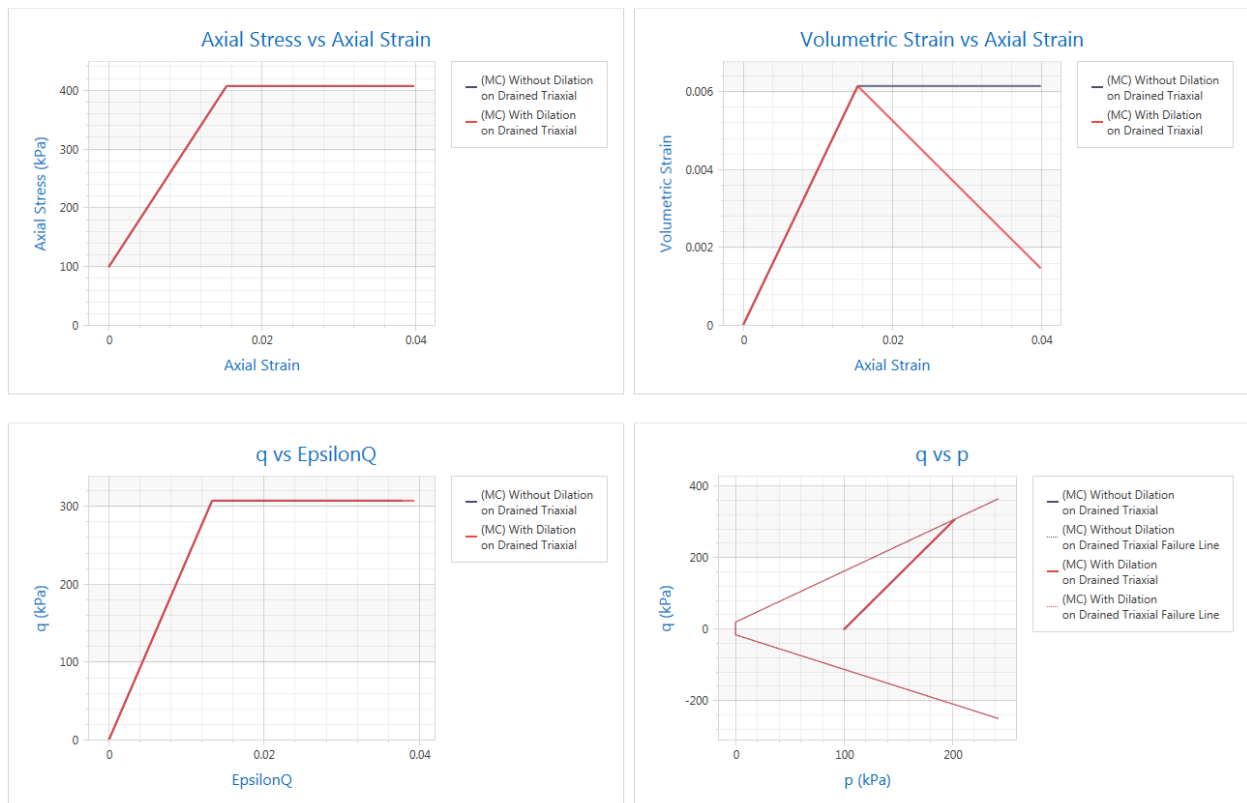 Axial Stress vs Axial Strain
Axial Stress (kPa)
400
300
200
100
0
0
0.02
0.04
Axial Strain
(MC) Without Dilation
on Drained Triaxial
(MC) With Dilation
on Drained Triaxial
Volumetric Strain vs Axial Strain
Volumetric Strain
0.006
0.004
0.002
0
0
0.02
0.04
Axial Strain
(MC) Without Dilation
on Drained Triaxial
(MC) With Dilation
on Drained Triaxial
q vs EpsilonQ
q (kPa)
300
200
100
0
0
0.02
0.04
EpsilonQ
(MC) Without Dilation
on Drained Triaxial
(MC) With Dilation
on Drained Triaxial
q vs p
q (kPa)
400
200
0
-200
0
100
200
p (kPa)
(MC) Without Dilation
on Drained Triaxial
(MC) Without Dilation
on Drained Triaxial Failure Line
(MC) With Dilation
on Drained Triaxial
(MC) With Dilation
on Drained Triaxial Failure Line